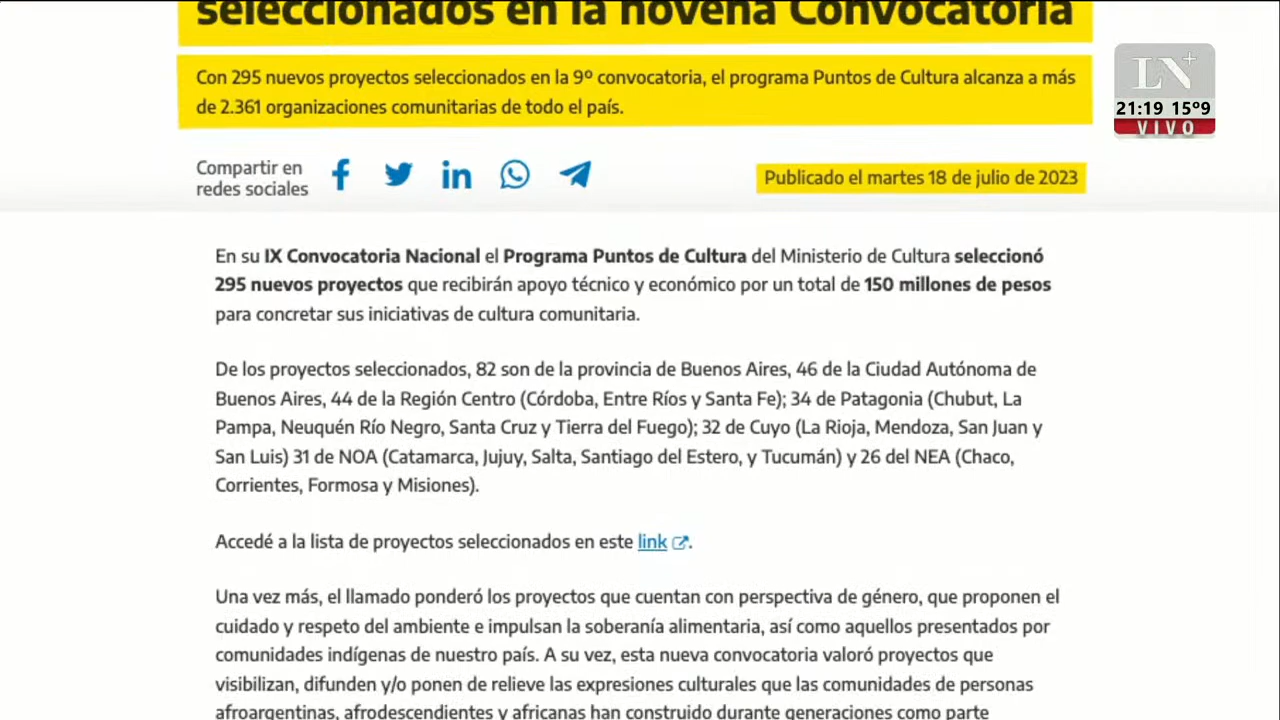 seleccionados en la novena Convocatoria
Con 295 nuevos proyectos seleccionados en la 9º convocatoria, el programa Puntos de Cultura alcanza a más
de 2.361 organizaciones comunitarias de todo el país.
LN+
21:19 15º9
VIVO
Compartir en
redes sociales
Publicado el martes 18 de julio de 2023
En su IX Convocatoria Nacional el Programa Puntos de Cultura del Ministerio de Cultura seleccionó
295 nuevos proyectos que recibirán apoyo técnico y económico por un total de 150 millones de pesos
para concretar sus iniciativas de cultura comunitaria.
De los proyectos seleccionados, 82 son de la provincia de Buenos Aires, 46 de la Ciudad Autónoma de
Buenos Aires, 44 de la Región Centro (Córdoba, Entre Ríos y Santa Fe); 34 de Patagonia (Chubut, La
Pampa, Neuquén Río Negro, Santa Cruz y Tierra del Fuego); 32 de Cuyo (La Rioja, Mendoza, San Juan y
San Luis) 31 de NOA (Catamarca, Jujuy, Salta, Santiago del Estero, y Tucumán) y 26 del NEA (Chaco,
Corrientes, Formosa y Misiones).
Accedé a la lista de proyectos seleccionados en este link.
Una vez más, el llamado ponderó los proyectos que cuentan con perspectiva de género, que proponen el
cuidado y respeto del ambiente e impulsan la soberanía alimentaria, así como aquellos presentados por
comunidades indígenas de nuestro país. A su vez, esta nueva convocatoria valoró proyectos que
visibilizan, difunden y/o ponen de relieve las expresiones culturales que las comunidades de personas
afroargentinas, afrodescendientes y africanas han construido durante generaciones como parte